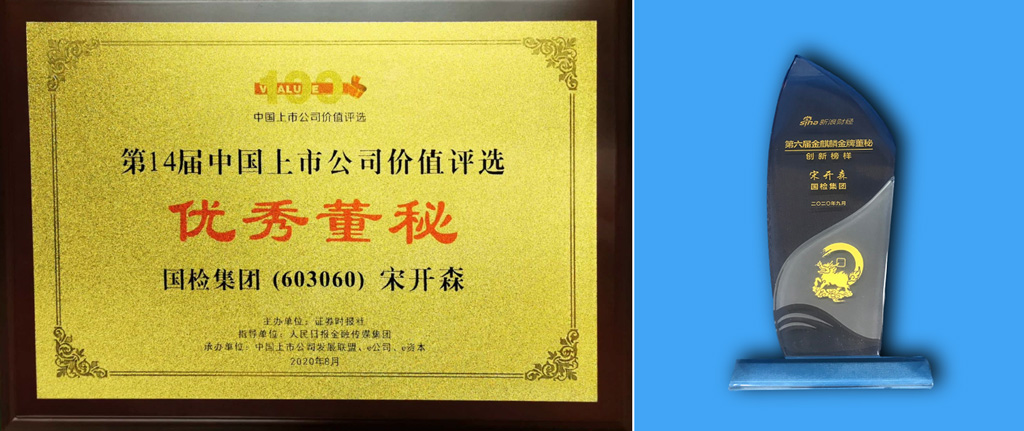 100
VALUE
中国上市公司价值评选
第14届中国上市公司价值评选
优秀董秘
国检集团 (603060) 宋开森
主办单位：证券时报社
指导单位：人民日报金融传媒集团
承办单位：中国上市公司发展联盟、e公司、e资本
2020年8月
sina 新浪财经
第六届金麒麟金牌董秘
创新榜样
宋开森
国检集团
二〇二〇年九月